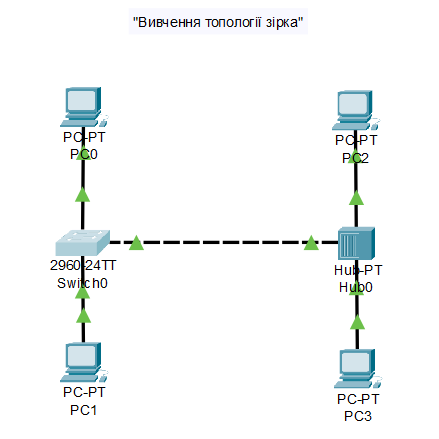 "Вивчення топології зірка"
PC-PT
PC0
PC-PT
PC2
2960-24TT
Switch0
Hub-PT
Hub0
PC-PT
PC1
PC-PT
PC3